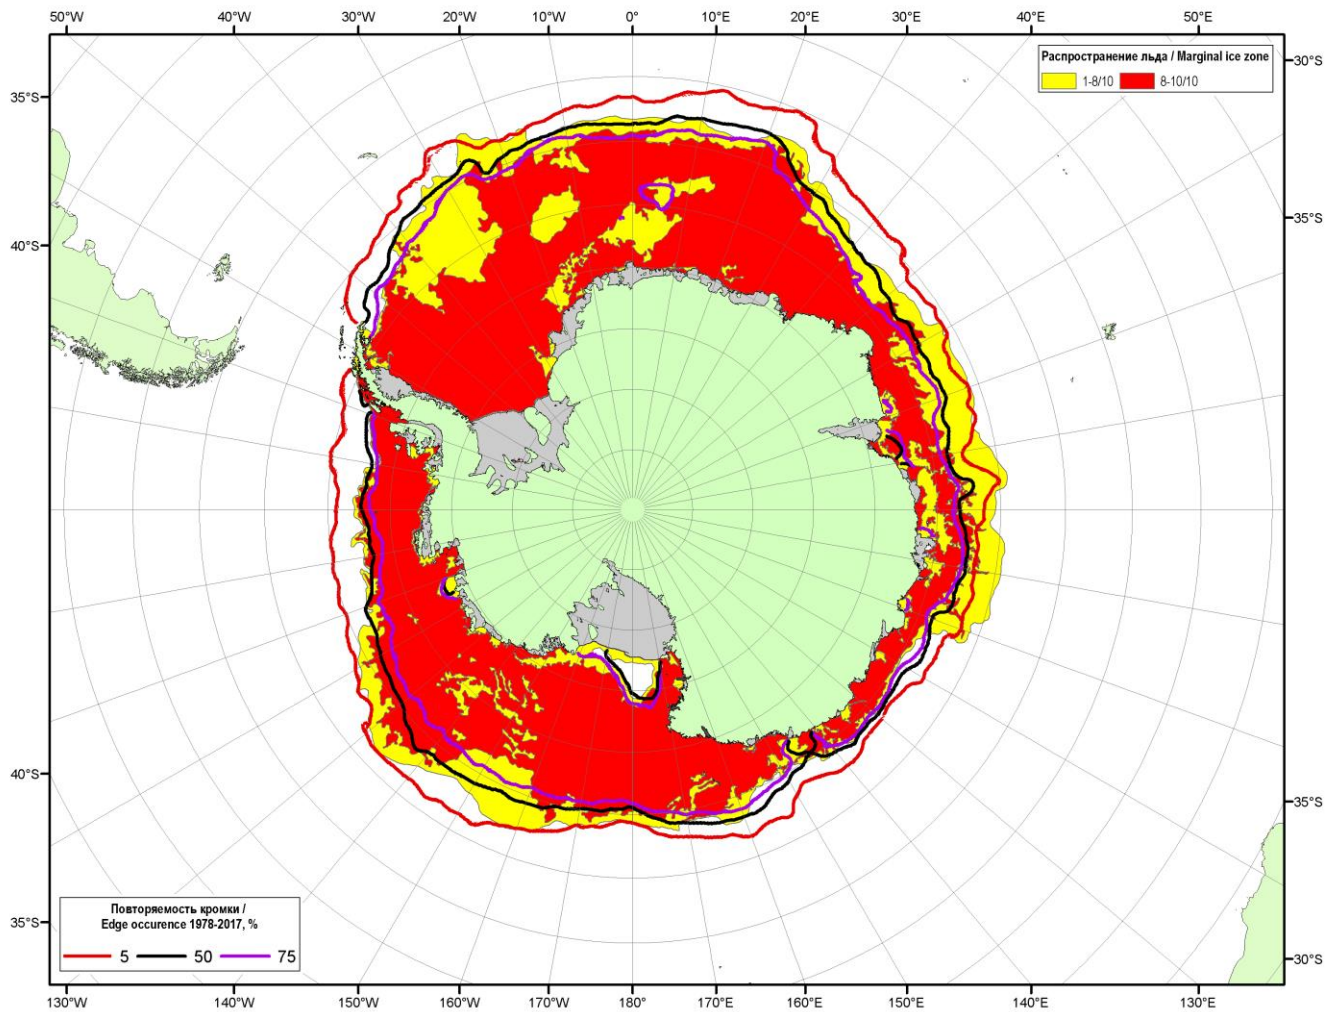 50°W 40°W 30°W 20°W 10°W 0° 10°E 20°E 30°E 40°E 50°E
Распространение льда / Marginal ice zone
1-8/10 8-10/10
30°S
35°S
35°S
40°S
40°S
35°S
35°S
30°S
Повторяемость кромки /
Edge occurence 1978-2017, %
5 50 75
130°W 140°W 150°W 160°W 170°W 180° 170°E 160°E 150°E 140°E 130°E